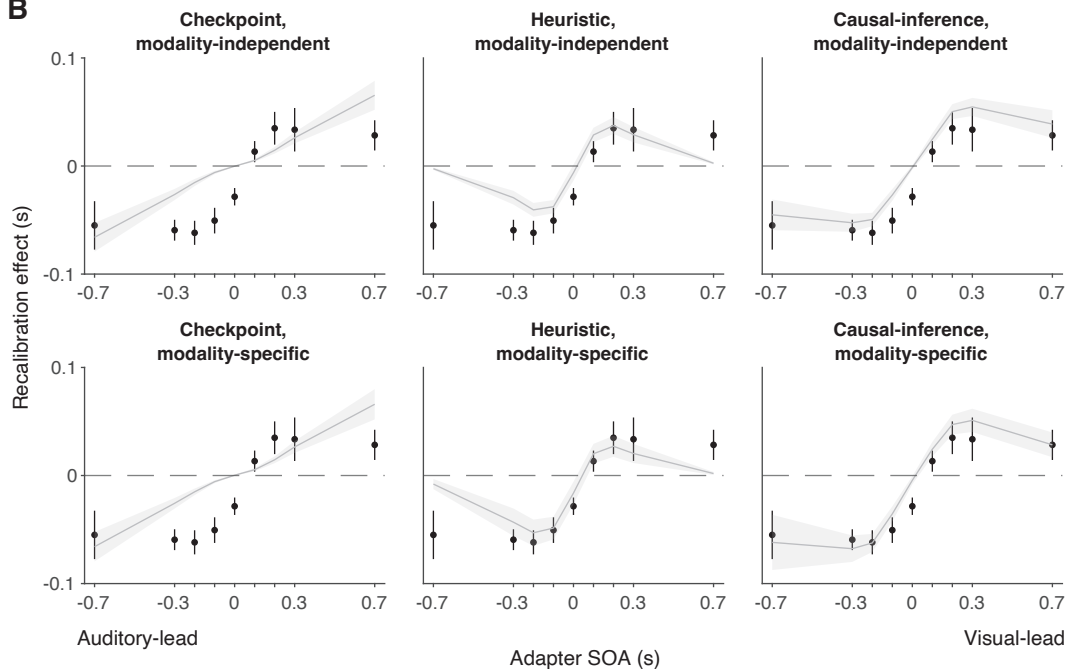 B
Checkpoint,
modality-independent
Heuristic,
modality-independent
Causal-inference,
modality-independent
0.1
0
-0.1
-0.7 -0.3 0 0.3 0.7
-0.7 -0.3 0 0.3 0.7
-0.7 -0.3 0 0.3 0.7
Recalibration effect (s)
Checkpoint,
modality-specific
Heuristic,
modality-specific
Causal-inference,
modality-specific
0.1
0
-0.1
-0.7 -0.3 0 0.3 0.7
-0.7 -0.3 0 0.3 0.7
-0.7 -0.3 0 0.3 0.7
Auditory-lead
Visual-lead
Adapter SOA (s)